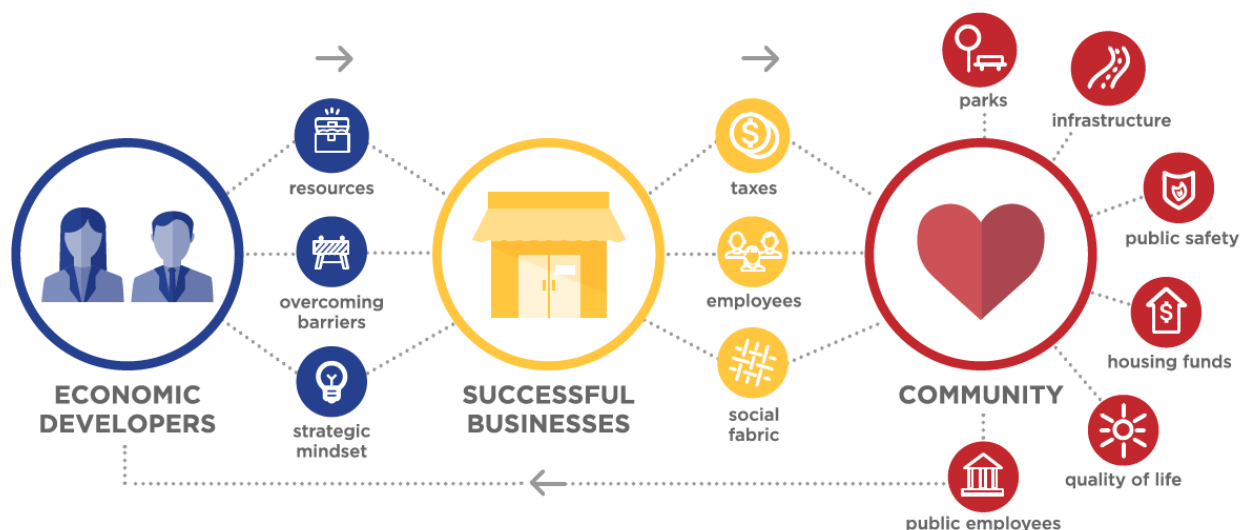 parks
infrastructure
resources
taxes
public safety
overcoming
barriers
employees
housing funds
ECONOMIC
DEVELOPERS
strategic
mindset
SUCCESSFUL
BUSINESSES
social
fabric
COMMUNITY
quality of life
public employees
$
$